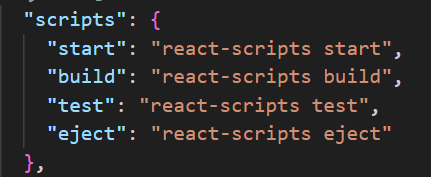 "scripts": {
"start": "react-scripts start",
"build": "react-scripts build",
"test": "react-scripts test",
"eject": "react-scripts eject"
},